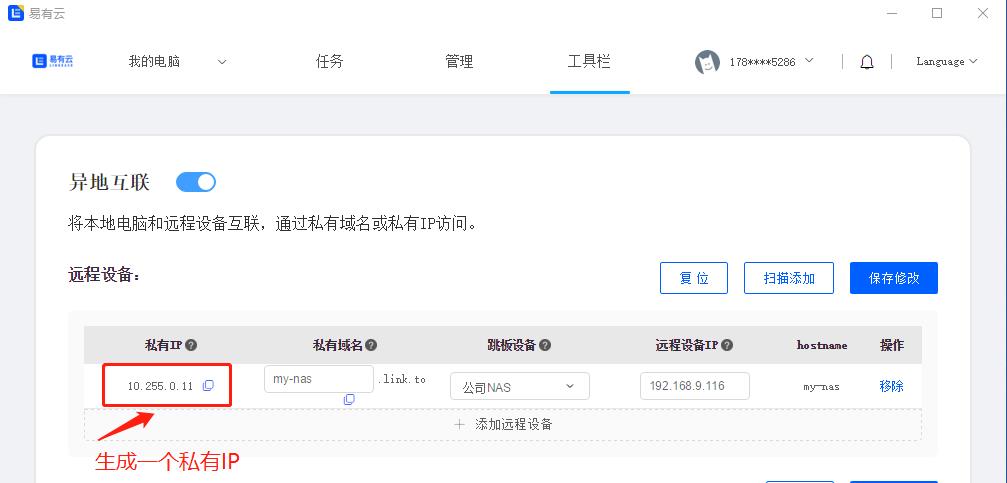 易有云
易有云 我的电脑 任务 管理 工具栏 178****5286 Language
异地互联
将本地电脑和远程设备互联，通过私有域名或私有IP访问。
远程设备： 复 位 扫描添加 保存修改
私有IP 私有域名 跳板设备 远程设备IP hostname 操作
10.255.0.11 my-nas .link.to 公司NAS 192.168.9.116 my-nas 移除
+ 添加远程设备
生成一个私有IP